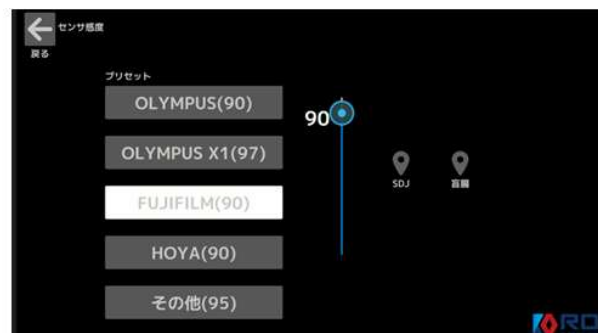 センサ感度
戻る
プリセット
OLYMPUS(90)
OLYMPUS X1(97)
FUJIFILM(90)
HOYA(90)
その他(95)
90
SDJ
盲腸